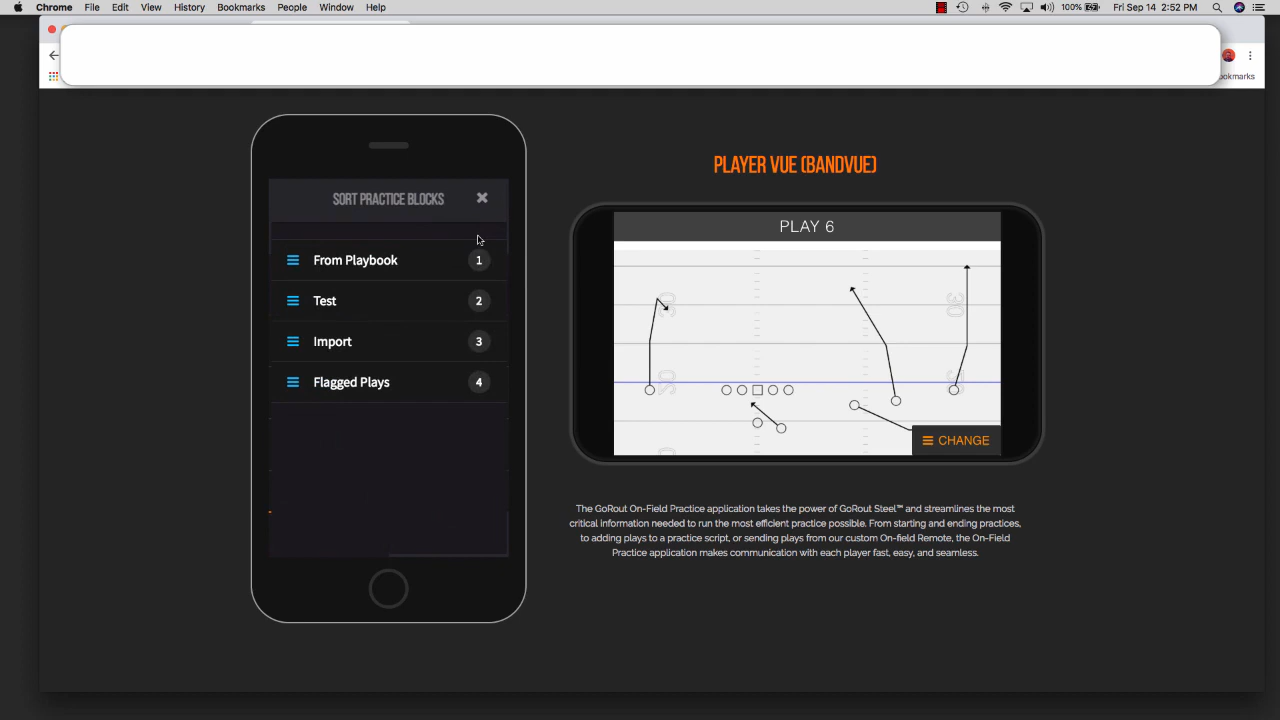 Chrome File Edit View History Bookmarks People Window Help 100% Fri Sep 14 2:52 PM
ookmarks
SORT PRACTICE BLOCKS
From Playbook 1
Test 2
Import 3
Flagged Plays 4
PLAYER VUE (BANDVUE)
PLAY 6
30
20
CHANGE
The GoRout On-Field Practice application takes the power of GoRout Steel™ and streamlines the most
critical information needed to run the most efficient practice possible. From starting and ending practices,
to adding plays to a practice script, or sending plays from our custom On-field Remote, the On-Field
Practice application makes communication with each player fast, easy, and seamless.